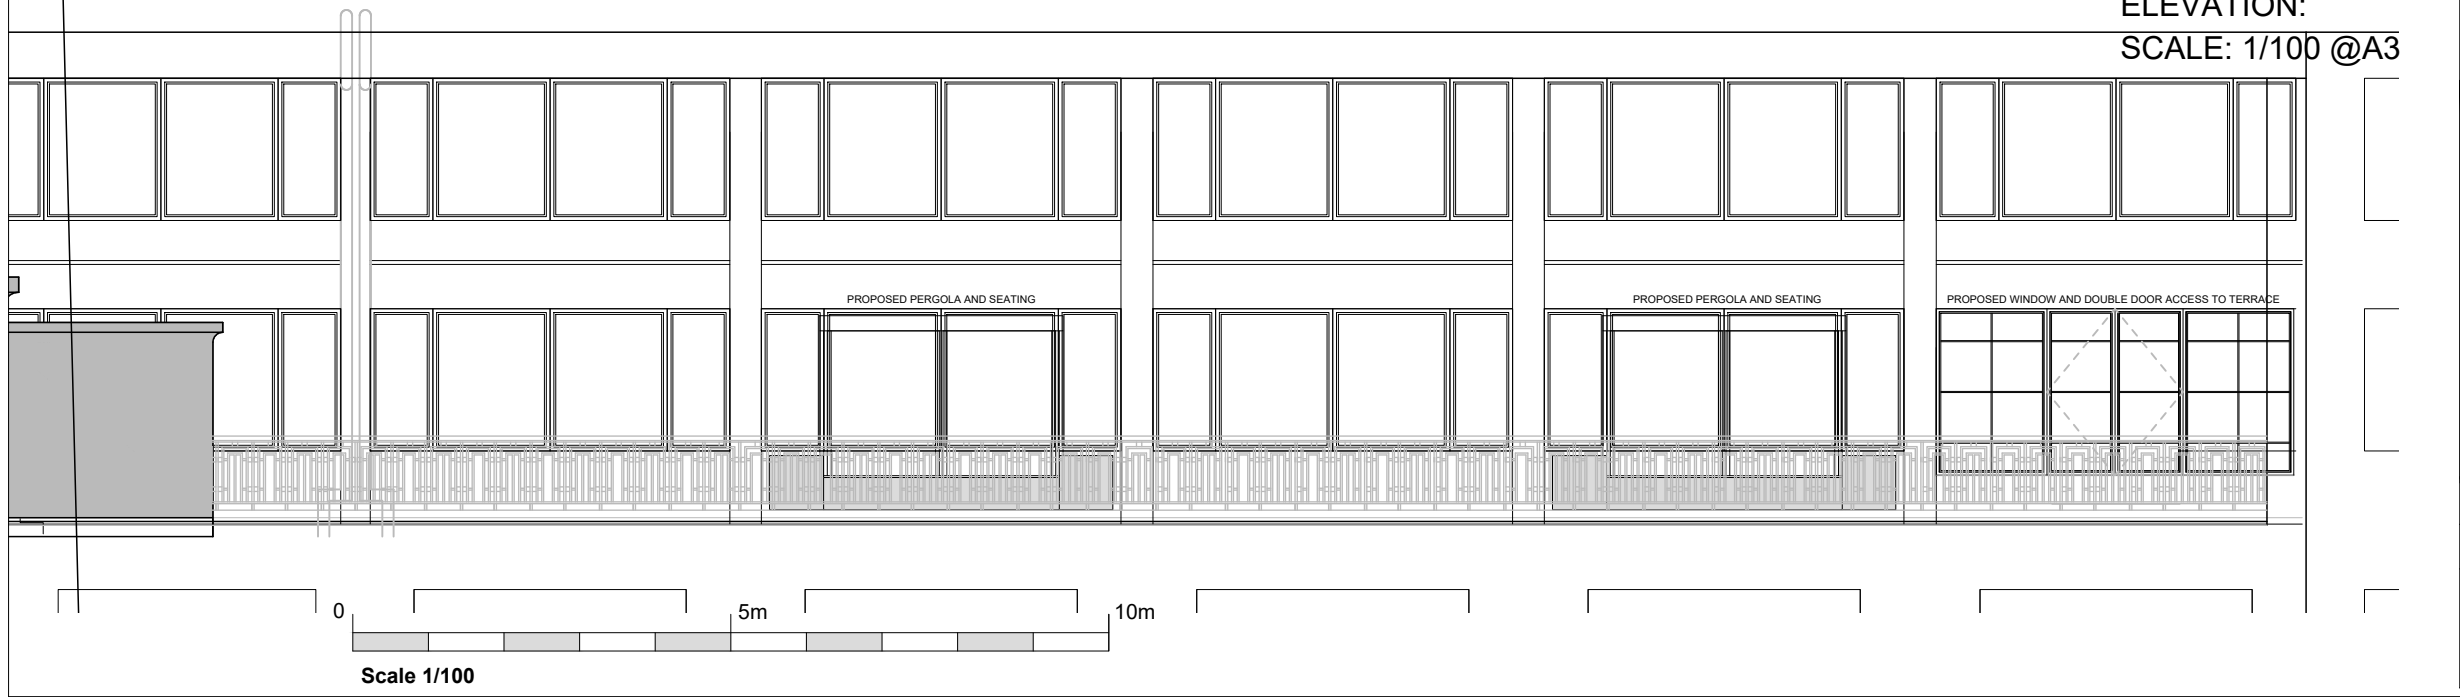 ELEVATION:
SCALE: 1/100 @A3
PROPOSED PERGOLA AND SEATING
PROPOSED PERGOLA AND SEATING
PROPOSED WINDOW AND DOUBLE DOOR ACCESS TO TERRACE
0
5m
10m
Scale 1/100